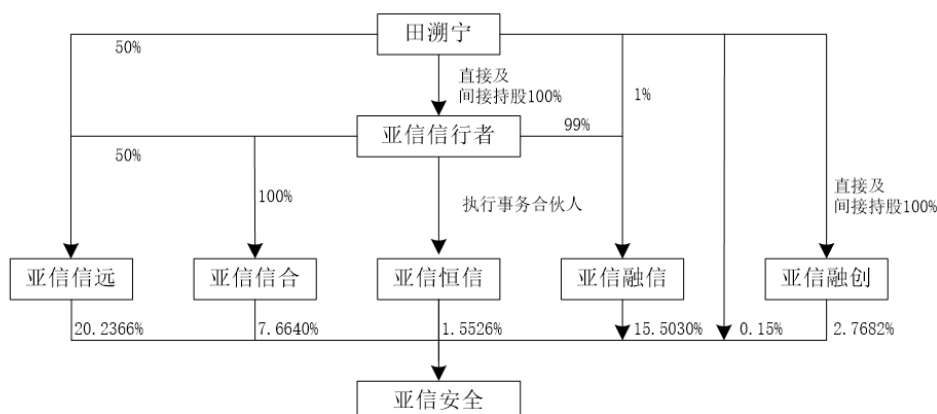 田溯宁
50%
直接及
间接持股100%
1%
亚信信行者
99%
50%
100%
执行事务合伙人
直接及
间接持股100%
亚信信远
亚信信合
亚信恒信
亚信融信
亚信融创
20.2366%
7.6640%
1.5526%
15.5030%
0.15%
2.7682%
亚信安全